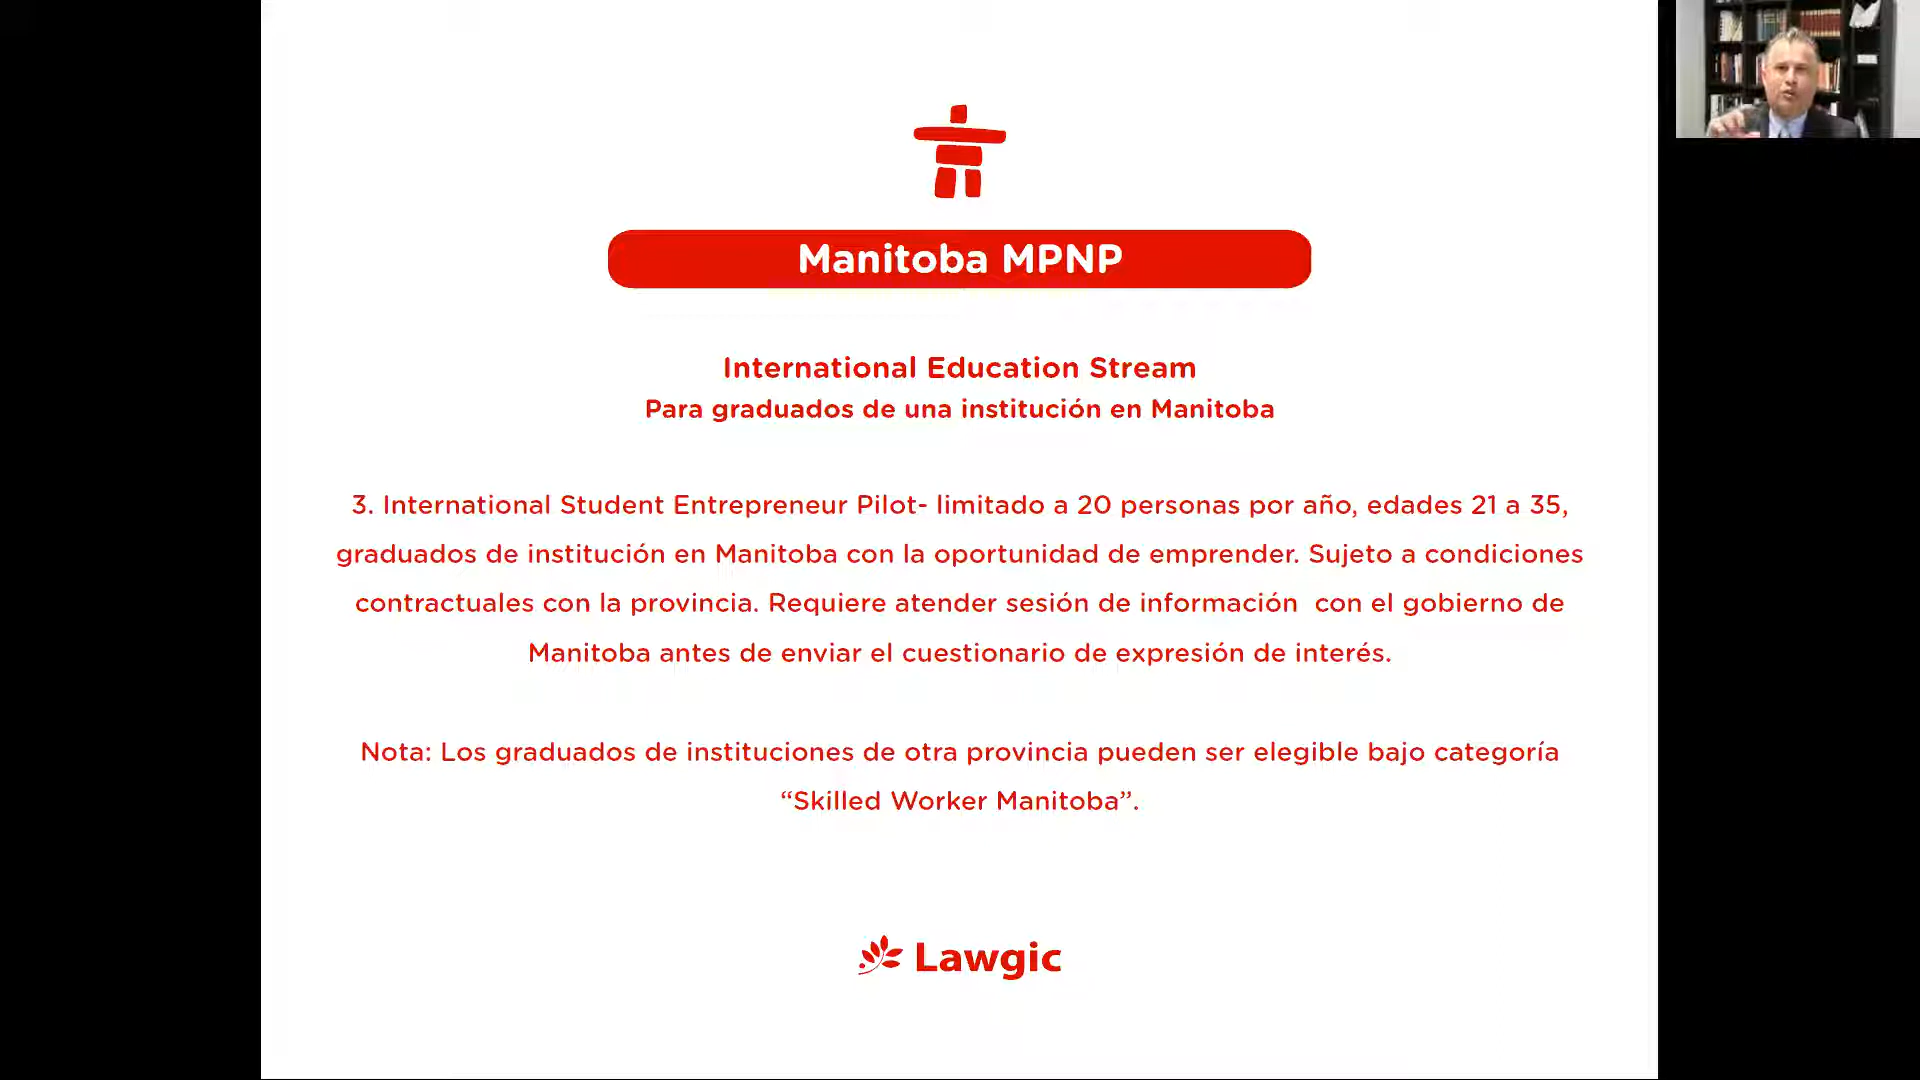 Manitoba MPNP
International Education Stream
Para graduados de una institución en Manitoba
3. International Student Entrepreneur Pilot- limitado a 20 personas por año, edades 21 a 35,
graduados de institución en Manitoba con la oportunidad de emprender. Sujeto a condiciones
contractuales con la provincia. Requiere atender sesión de información  con el gobierno de
Manitoba antes de enviar el cuestionario de expresión de interés.
Nota: Los graduados de instituciones de otra provincia pueden ser elegible bajo categoría
“Skilled Worker Manitoba”.
Lawgic